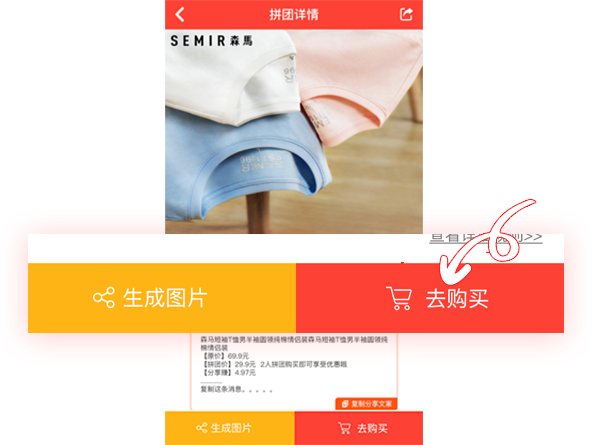 拼团详情
SEMIR 森馬
查看详
则>>
生成图片
去购买
森马短袖T恤男半袖圆领纯棉情侣装森马短袖T恤男半袖圆领纯
棉情侣装
【原价】69.9元
【拼团价】29.9元 2人拼团购买即可享受优惠哦
【分享赚】4.97元
复制这条消息。。。。。
复制分享文案
生成图片
去购买